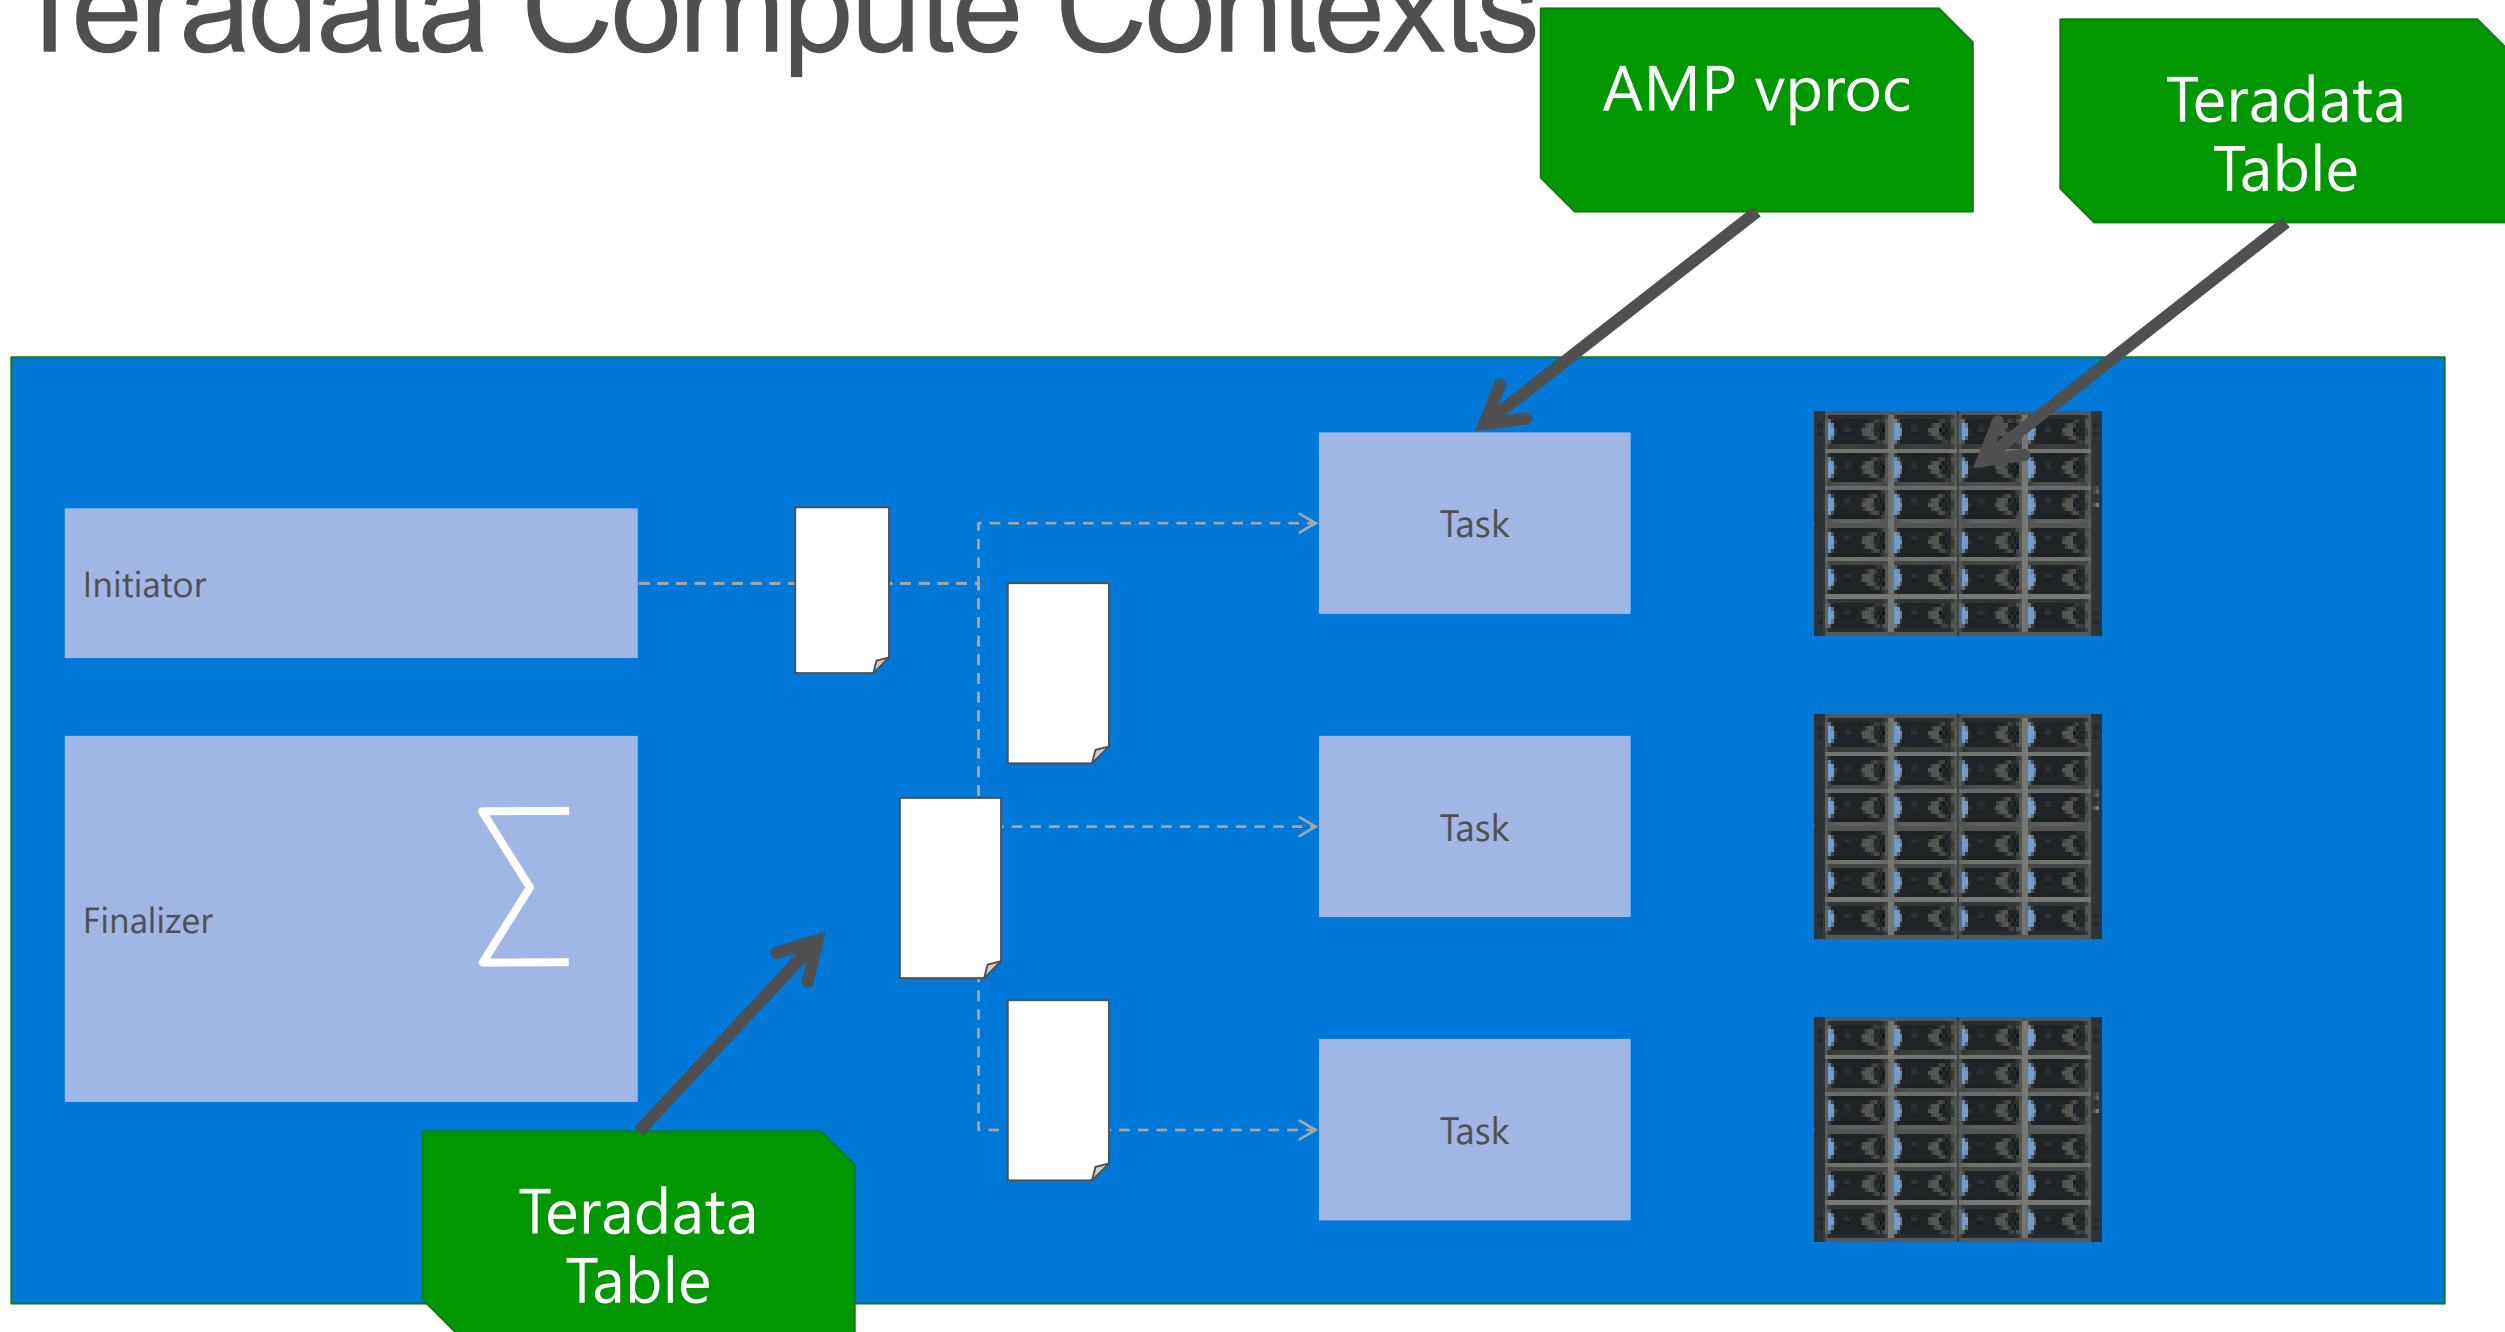 Teradata Compute Contexts
AMP vproc
Teradata
Table
Task
Initiator
Task
Finalizer
Task
Teradata
Table